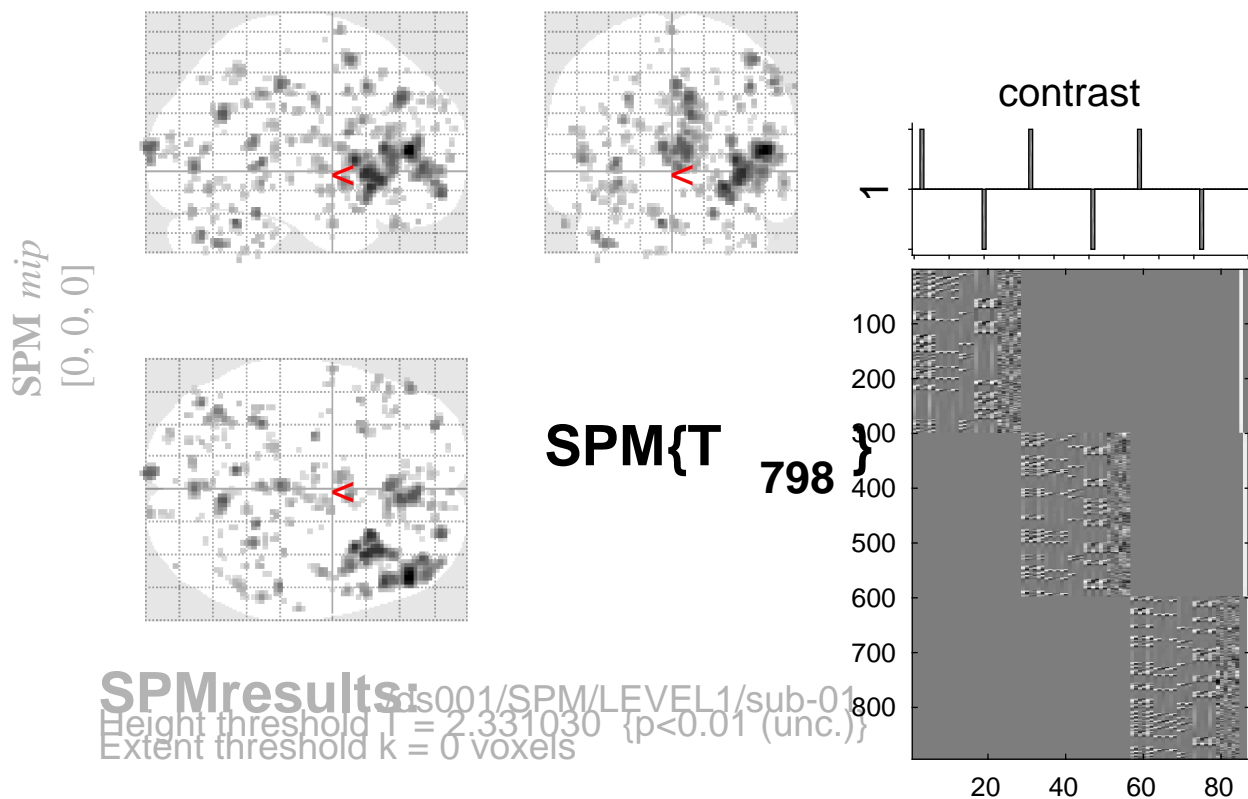 SPM mip
[0, 0, 0]
<
<
<
contrast
1
SPM{T 798 }
100
200
300
400
500
600
700
800
20 40 60 80
SPMresults: /ds001/SPM/LEVEL1/sub-01
Height threshold T = 2.331030 {p<0.01 (unc.)}
Extent threshold k = 0 voxels